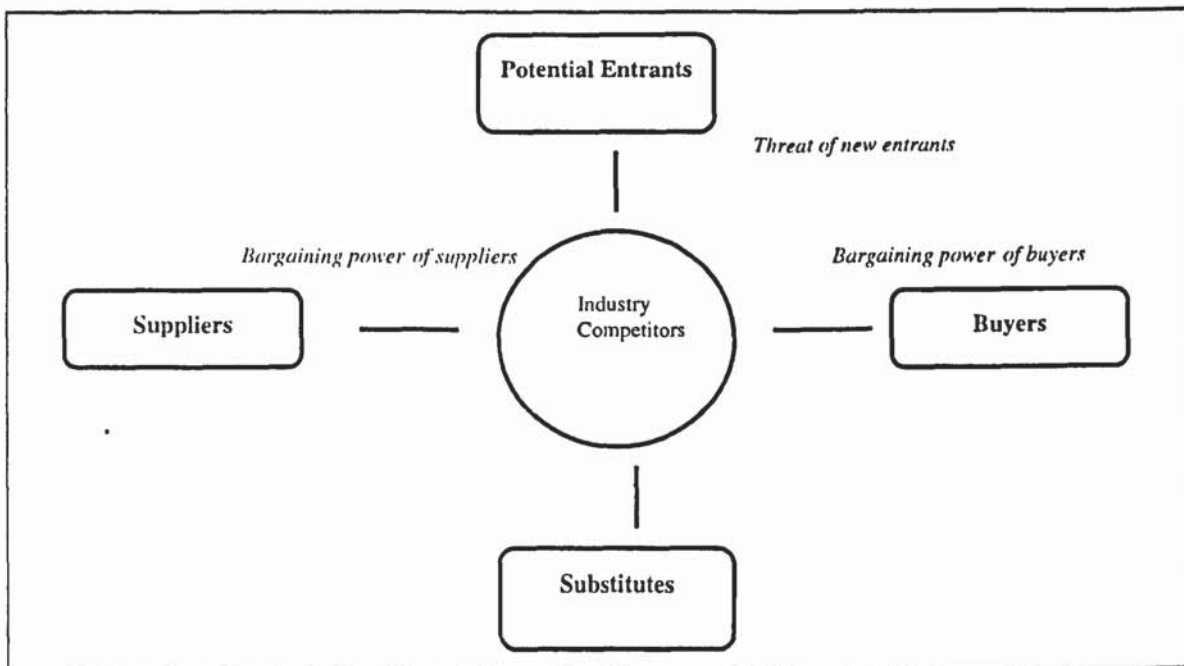 Potential Entrants
Threat of new entrants
Bargaining power of suppliers
Bargaining power of buyers
Industry
Competitors
Suppliers
Buyers
Substitutes